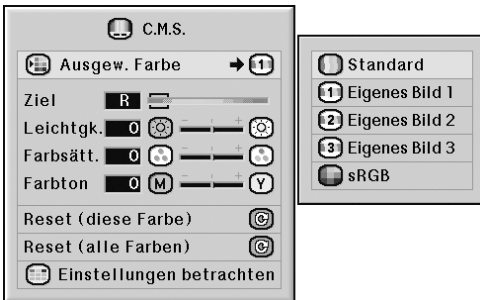 C.M.S.
Ausgew. Farbe 1
Ziel R
Leichtgk. 0
Farbsätt. 0
Farbton 0 M Y
Reset (diese Farbe)
Reset (alle Farben)
Einstellungen betrachten
Standard
1 Eigenes Bild 1
2 Eigenes Bild 2
3 Eigenes Bild 3
sRGB